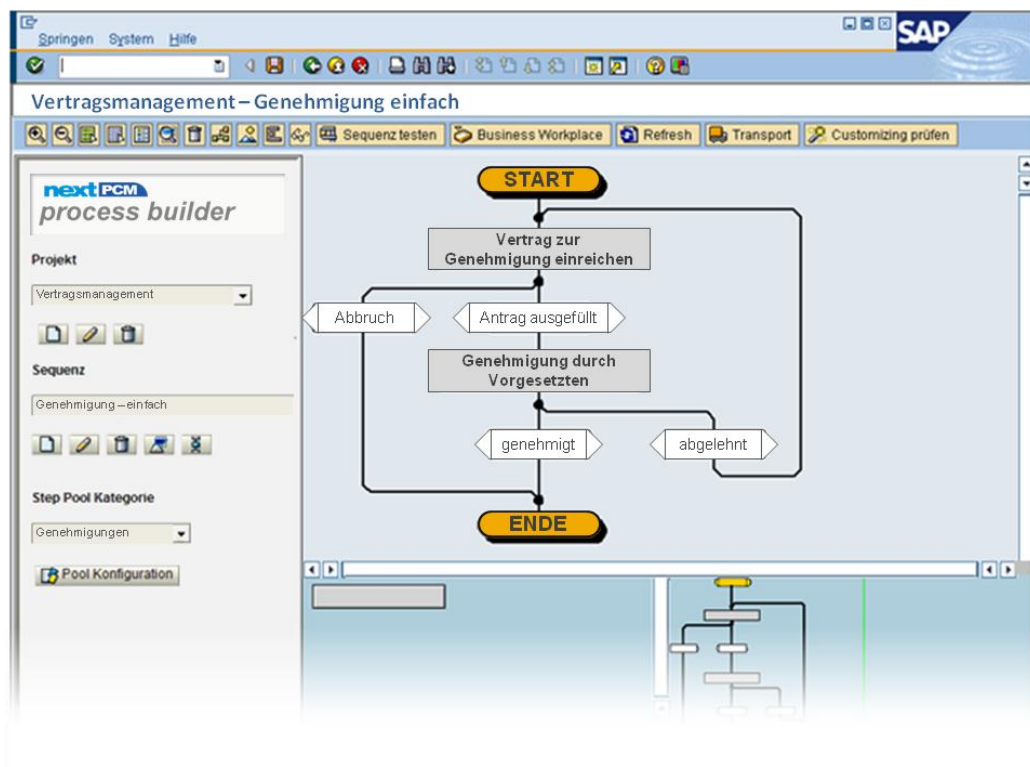 Springen System Hilfe
SAP
Vertragsmanagement – Genehmigung einfach
Sequenz testen Business Workplace Refresh Transport Customizing prüfen
next PCM
process builder
Projekt
Vertragsmanagement
Sequenz
Genehmigung – einfach
Step Pool Kategorie
Genehmigungen
Pool Konfiguration
START
Vertrag zur
Genehmigung einreichen
Abbruch
Antrag ausgefüllt
Genehmigung durch
Vorgesetzten
genehmigt
abgelehnt
ENDE